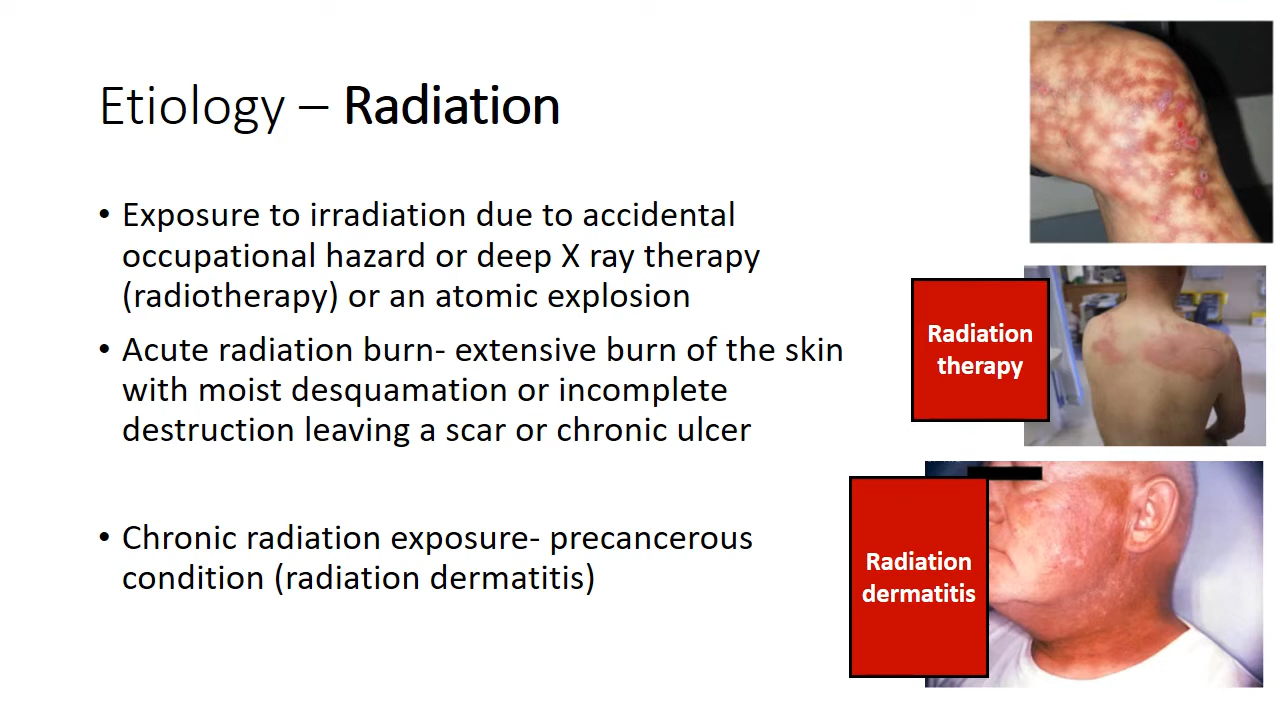 Etiology – Radiation
• Exposure to irradiation due to accidental
occupational hazard or deep X ray therapy
(radiotherapy) or an atomic explosion
• Acute radiation burn- extensive burn of the skin
with moist desquamation or incomplete
destruction leaving a scar or chronic ulcer
• Chronic radiation exposure- precancerous
condition (radiation dermatitis)
Radiation
therapy
Radiation
dermatitis